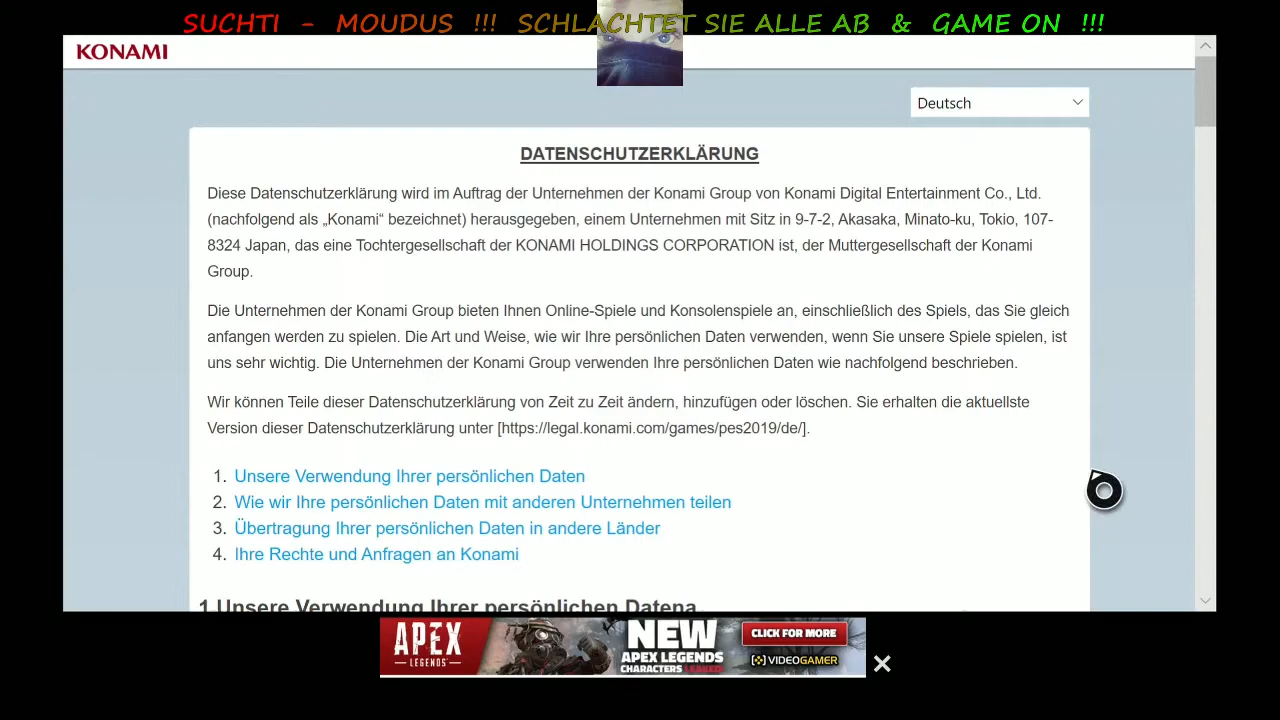 SUCHTI - MOUDUS !!! SCHLACHTET SIE ALLE AB & GAME ON !!!
KONAMI
Deutsch
DATENSCHUTZERKLÄRUNG
Diese Datenschutzerklärung wird im Auftrag der Unternehmen der Konami Group von Konami Digital Entertainment Co., Ltd.
(nachfolgend als „Konami“ bezeichnet) herausgegeben, einem Unternehmen mit Sitz in 9-7-2, Akasaka, Minato-ku, Tokio, 107-
8324 Japan, das eine Tochtergesellschaft der KONAMI HOLDINGS CORPORATION ist, der Muttergesellschaft der Konami
Group.
Die Unternehmen der Konami Group bieten Ihnen Online-Spiele und Konsolenspiele an, einschließlich des Spiels, das Sie gleich
anfangen werden zu spielen. Die Art und Weise, wie wir Ihre persönlichen Daten verwenden, wenn Sie unsere Spiele spielen, ist
uns sehr wichtig. Die Unternehmen der Konami Group verwenden Ihre persönlichen Daten wie nachfolgend beschrieben.
Wir können Teile dieser Datenschutzerklärung von Zeit zu Zeit ändern, hinzufügen oder löschen. Sie erhalten die aktuellste
Version dieser Datenschutzerklärung unter [https://legal.konami.com/games/pes2019/de/].
1. Unsere Verwendung Ihrer persönlichen Daten
2. Wie wir Ihre persönlichen Daten mit anderen Unternehmen teilen
3. Übertragung Ihrer persönlichen Daten in andere Länder
4. Ihre Rechte und Anfragen an Konami
1.Unsere Verwendung Ihrer persönlichen Datena
APEX
LEGENDS
NEW
APEX LEGENDS
CHARACTERS LEAKED
CLICK FOR MORE
VIDEOGAMER